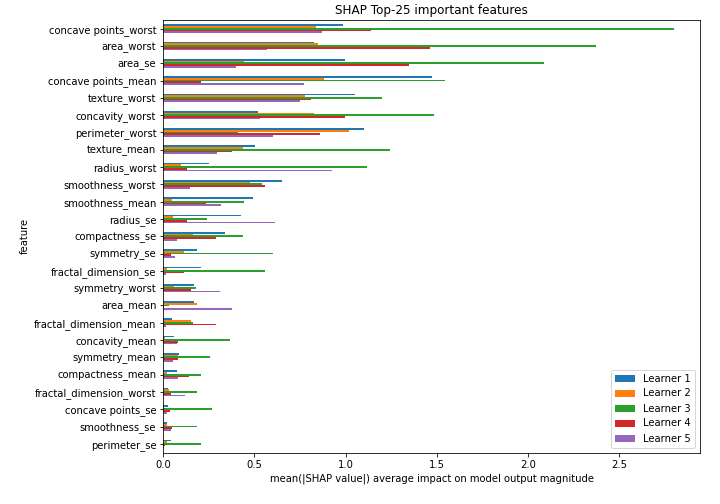 SHAP Top-25 important features
feature
concave points_worst
area_worst
area_se
concave points_mean
texture_worst
concavity_worst
perimeter_worst
texture_mean
radius_worst
smoothness_worst
smoothness_mean
radius_se
compactness_se
symmetry_se
fractal_dimension_se
symmetry_worst
area_mean
fractal_dimension_mean
concavity_mean
symmetry_mean
compactness_mean
fractal_dimension_worst
concave points_se
smoothness_se
perimeter_se
Learner 1
Learner 2
Learner 3
Learner 4
Learner 5
0.0 0.5 1.0 1.5 2.0 2.5
mean(|SHAP value|) average impact on model output magnitude